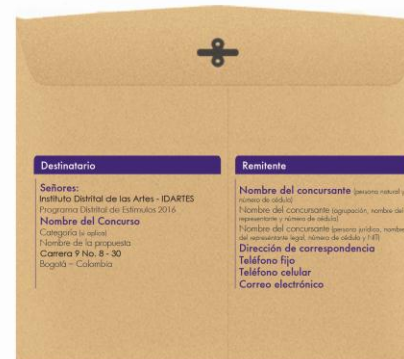 Destinatario
Señores:
Instituto Distrital de las Artes - IDARTES
Programa Distrital de Estímulos 2016
Nombre del Concurso
Categoría (si aplica)
Nombre de la propuesta
Carrera 9 No. 8 - 30
Bogotá – Colombia
Remitente
Nombre del concursante (persona natural y
número de cédula)
Nombre del concursante (agrupación, nombre del
representante y número de cédula)
Nombre del concursante (persona jurídica, nombre
del representante legal, número de cédula y NIT)
Dirección de correspondencia
Teléfono fijo
Teléfono celular
Correo electrónico